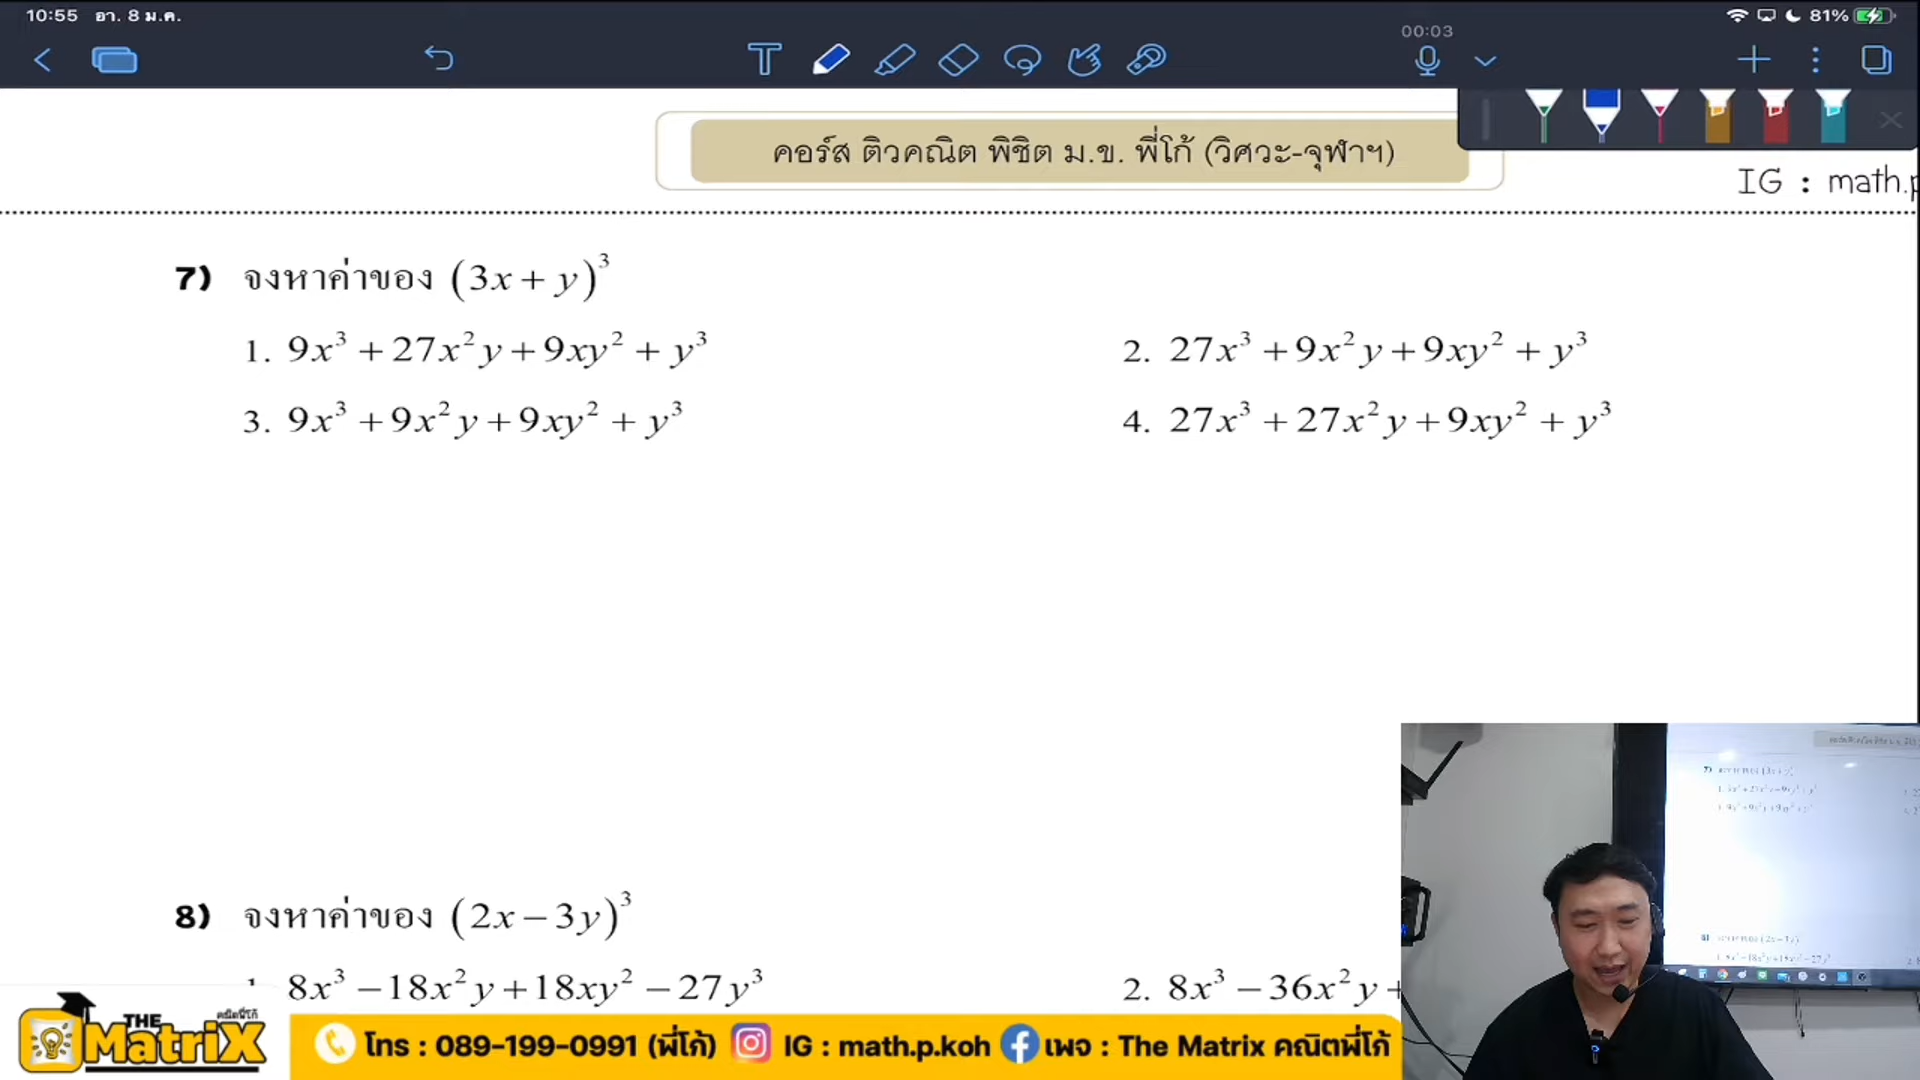 10:55 อา. 8 ม.ค.
81%
00:03
คอร์ส ติวคณิต พิชิต ม.ข. พี่โก้ (วิศวะ-จุฬาฯ)
IG : math.p
7) จงหาค่าของ (3x + y)³
1. 9x³ + 27x²y + 9xy² + y³
2. 27x³ + 9x²y + 9xy² + y³
3. 9x³ + 9x²y + 9xy² + y³
4. 27x³ + 27x²y + 9xy² + y³
8) จงหาค่าของ (2x − 3y)³
1. 8x³ − 18x²y + 18xy² − 27y³
2. 8x³ − 36x²y +
THE MatriX คณิตพี่โก้
โทร : 089-199-0991 (พี่โก้) IG : math.p.koh เพจ : The Matrix คณิตพี่โก้